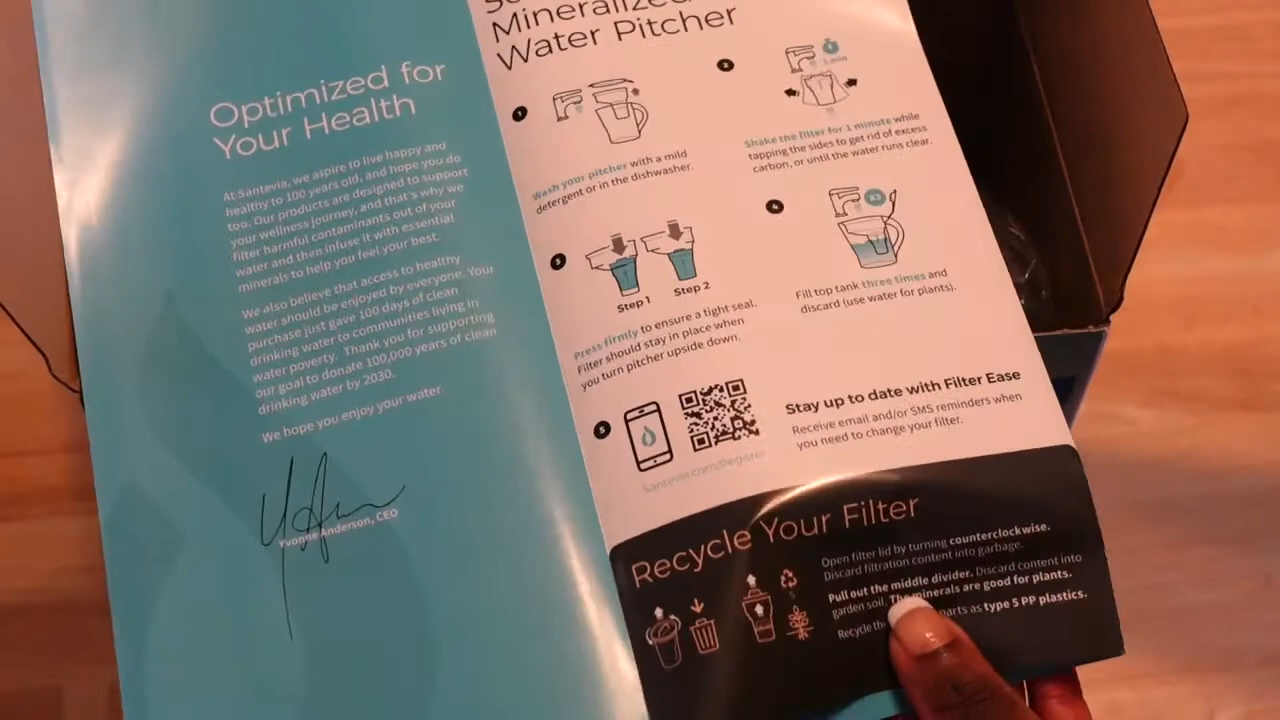 Optimized for
Your Health
At Santevia, we aspire to live happy and
healthy to 100 years old, and hope you do
too. Our products are designed to support
your wellness journey, and that's why we
filter harmful contaminants out of your
water and then infuse it with essential
minerals to help you feel your best.
We also believe that access to healthy
water should be enjoyed by everyone. Your
purchase just gave 100 days of clean
drinking water to communities living in
water poverty. Thank you for supporting
our goal to donate 100,000 years of clean
drinking water by 2030.
We hope you enjoy your water.
Yvonne Anderson, CEO
Mineralized
Water Pitcher
1
Wash your pitcher with a mild
detergent or in the dishwasher.
2
1 min
Shake the filter for 1 minute while
tapping the sides to get rid of excess
carbon, or until the water runs clear.
3
Step 1
Step 2
Press firmly to ensure a tight seal.
Filter should stay in place when
you turn pitcher upside down.
4
X3
Fill top tank three times and
discard (use water for plants).
5
Santevia.com/Register
Stay up to date with Filter Ease
Receive email and/or SMS reminders when
you need to change your filter.
Recycle Your Filter
Open filter lid by turning counterclockwise.
Discard filtration content into garbage.
Pull out the middle divider. Discard content into
garden soil. The minerals are good for plants.
5
Recycle parts as type 5 PP plastics.